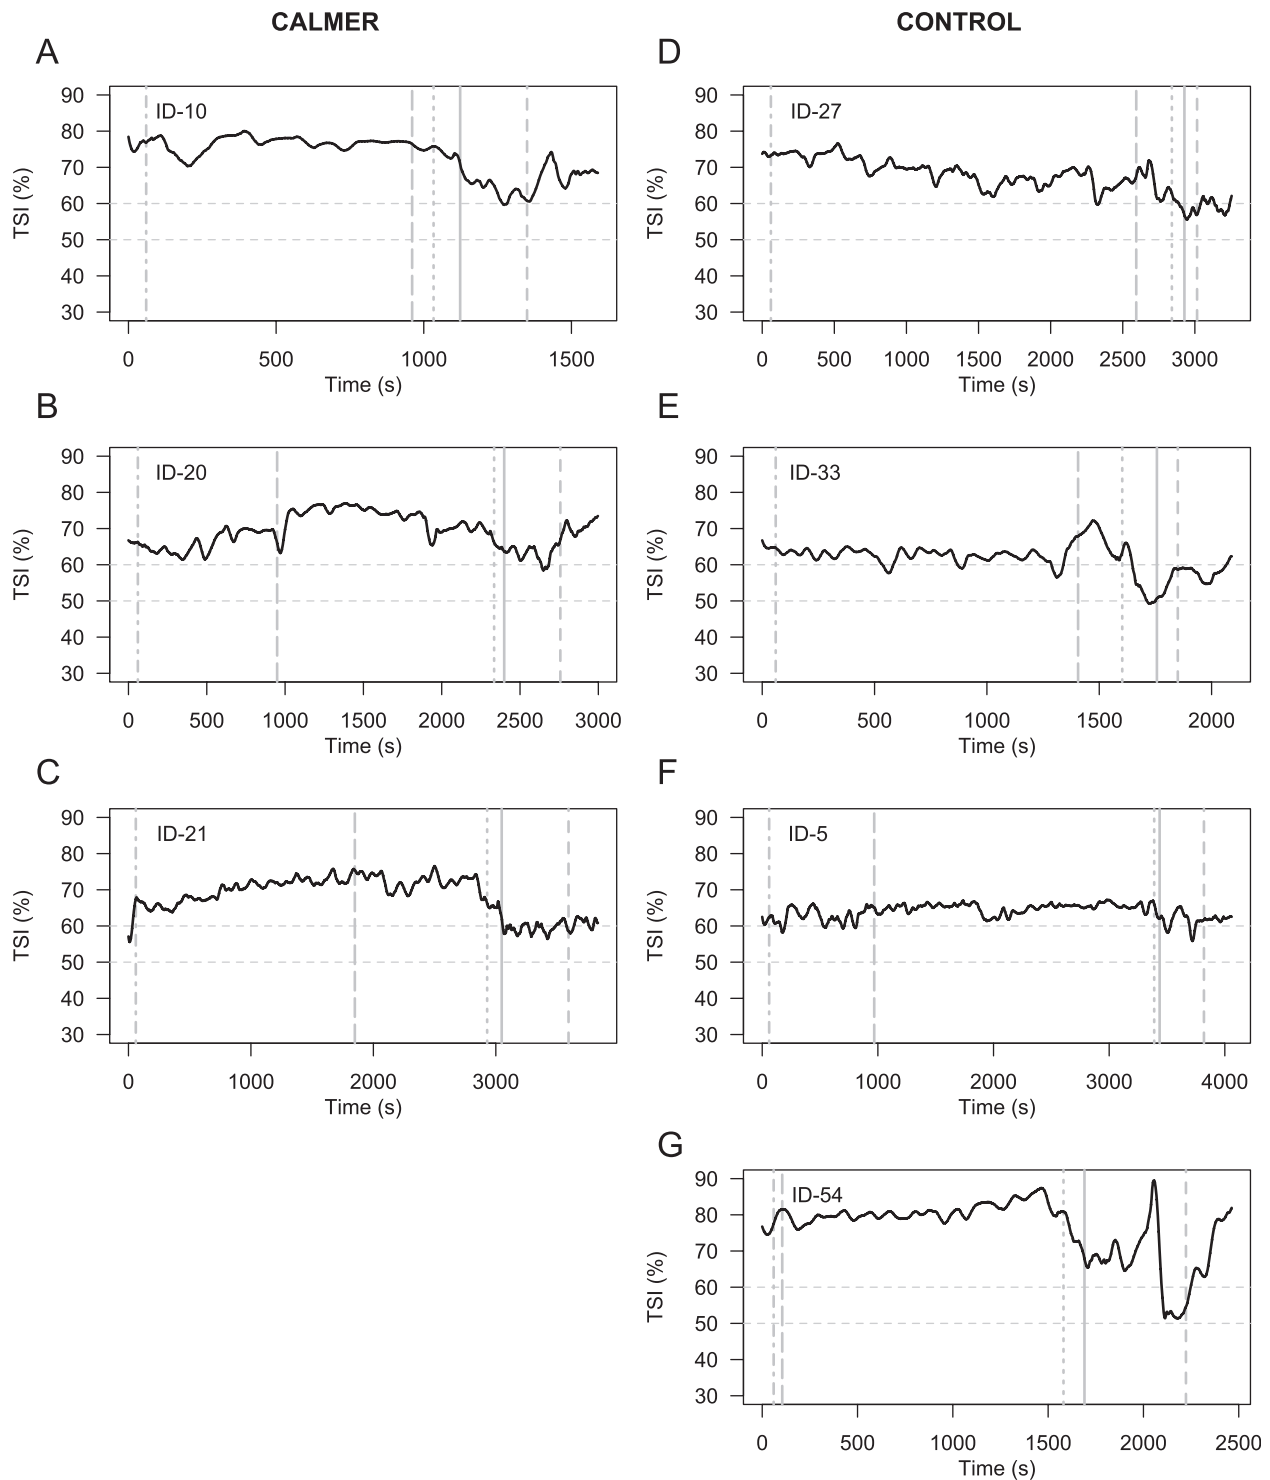 CALMER
CONTROL
A
ID-10
TSI (%)
90
80
70
60
50
40
30
0 500 1000 1500
Time (s)
D
ID-27
TSI (%)
90
80
70
60
50
40
30
0 500 1000 1500 2000 2500 3000
Time (s)
B
ID-20
TSI (%)
90
80
70
60
50
40
30
0 500 1000 1500 2000 2500 3000
Time (s)
E
ID-33
TSI (%)
90
80
70
60
50
40
30
0 500 1000 1500 2000
Time (s)
C
ID-21
TSI (%)
90
80
70
60
50
40
30
0 1000 2000 3000
Time (s)
F
ID-5
TSI (%)
90
80
70
60
50
40
30
0 1000 2000 3000 4000
Time (s)
G
ID-54
TSI (%)
90
80
70
60
50
40
30
0 500 1000 1500 2000 2500
Time (s)